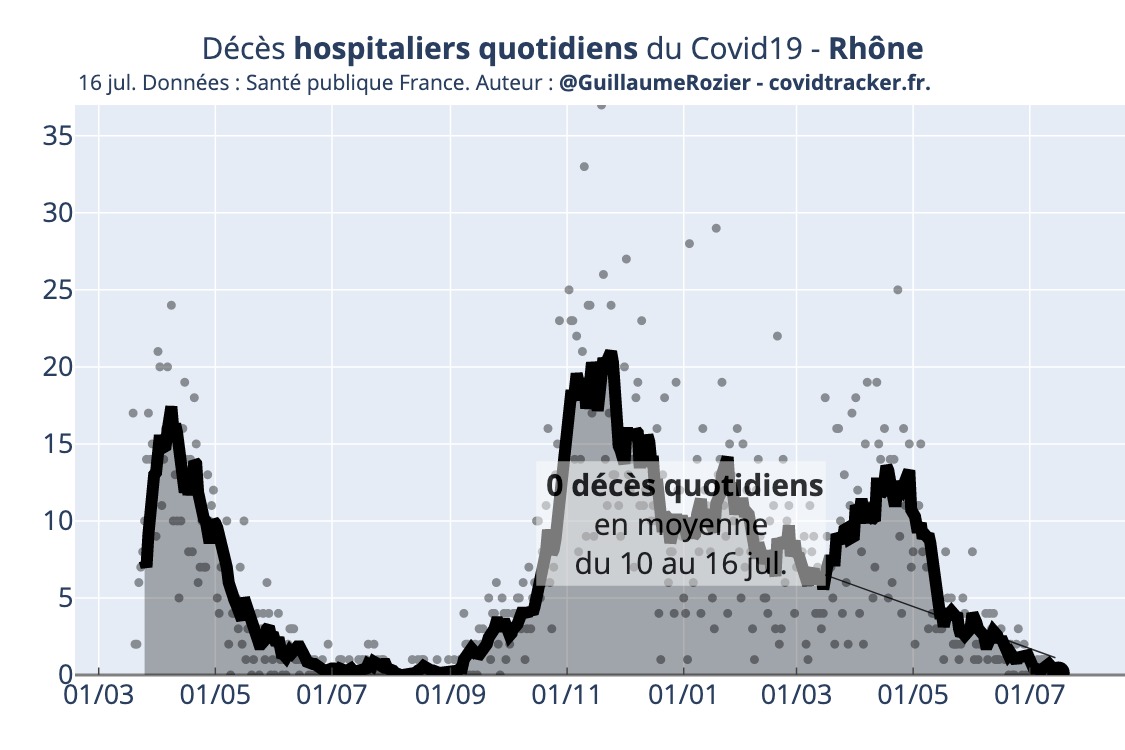 Décès hospitaliers quotidiens du Covid19 - Rhône
16 jul. Données : Santé publique France. Auteur : @GuillaumeRozier - covidtracker.fr.
35
30
25
20
15
10
5
0
0 décès quotidiens
en moyenne
du 10 au 16 jul.
01/03 01/05 01/07 01/09 01/11 01/01 01/03 01/05 01/07